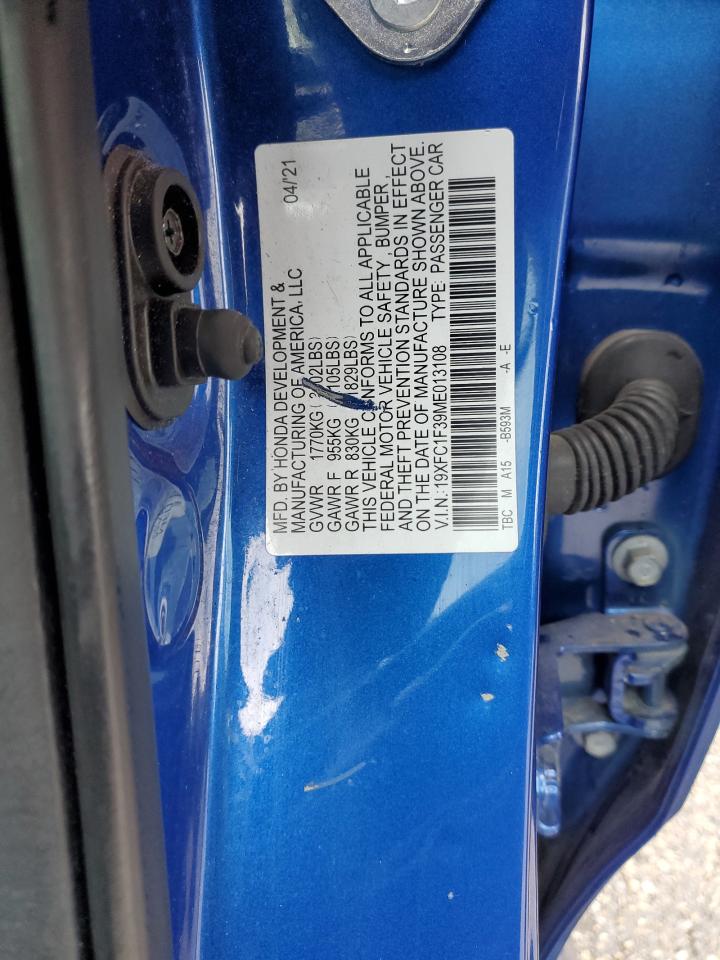 MFD. BY HONDA DEVELOPMENT &
MANUFACTURING OF AMERICA, LLC 04/'21
GVWR 1770KG
GAWR F 955KG
GAWR R 830KG 1829LBS)
THIS VEHICLE CONFORMS TO ALL APPLICABLE
FEDERAL MOTOR VEHICLE SAFETY, BUMPER,
AND THEFT PREVENTION STANDARDS IN EFFECT
ON THE DATE OF MANUFACTURE SHOWN ABOVE.
V.I.N.:19XFC1F39ME013108 TYPE: PASSENGER CAR
TBC M A15 -B593M -A -E